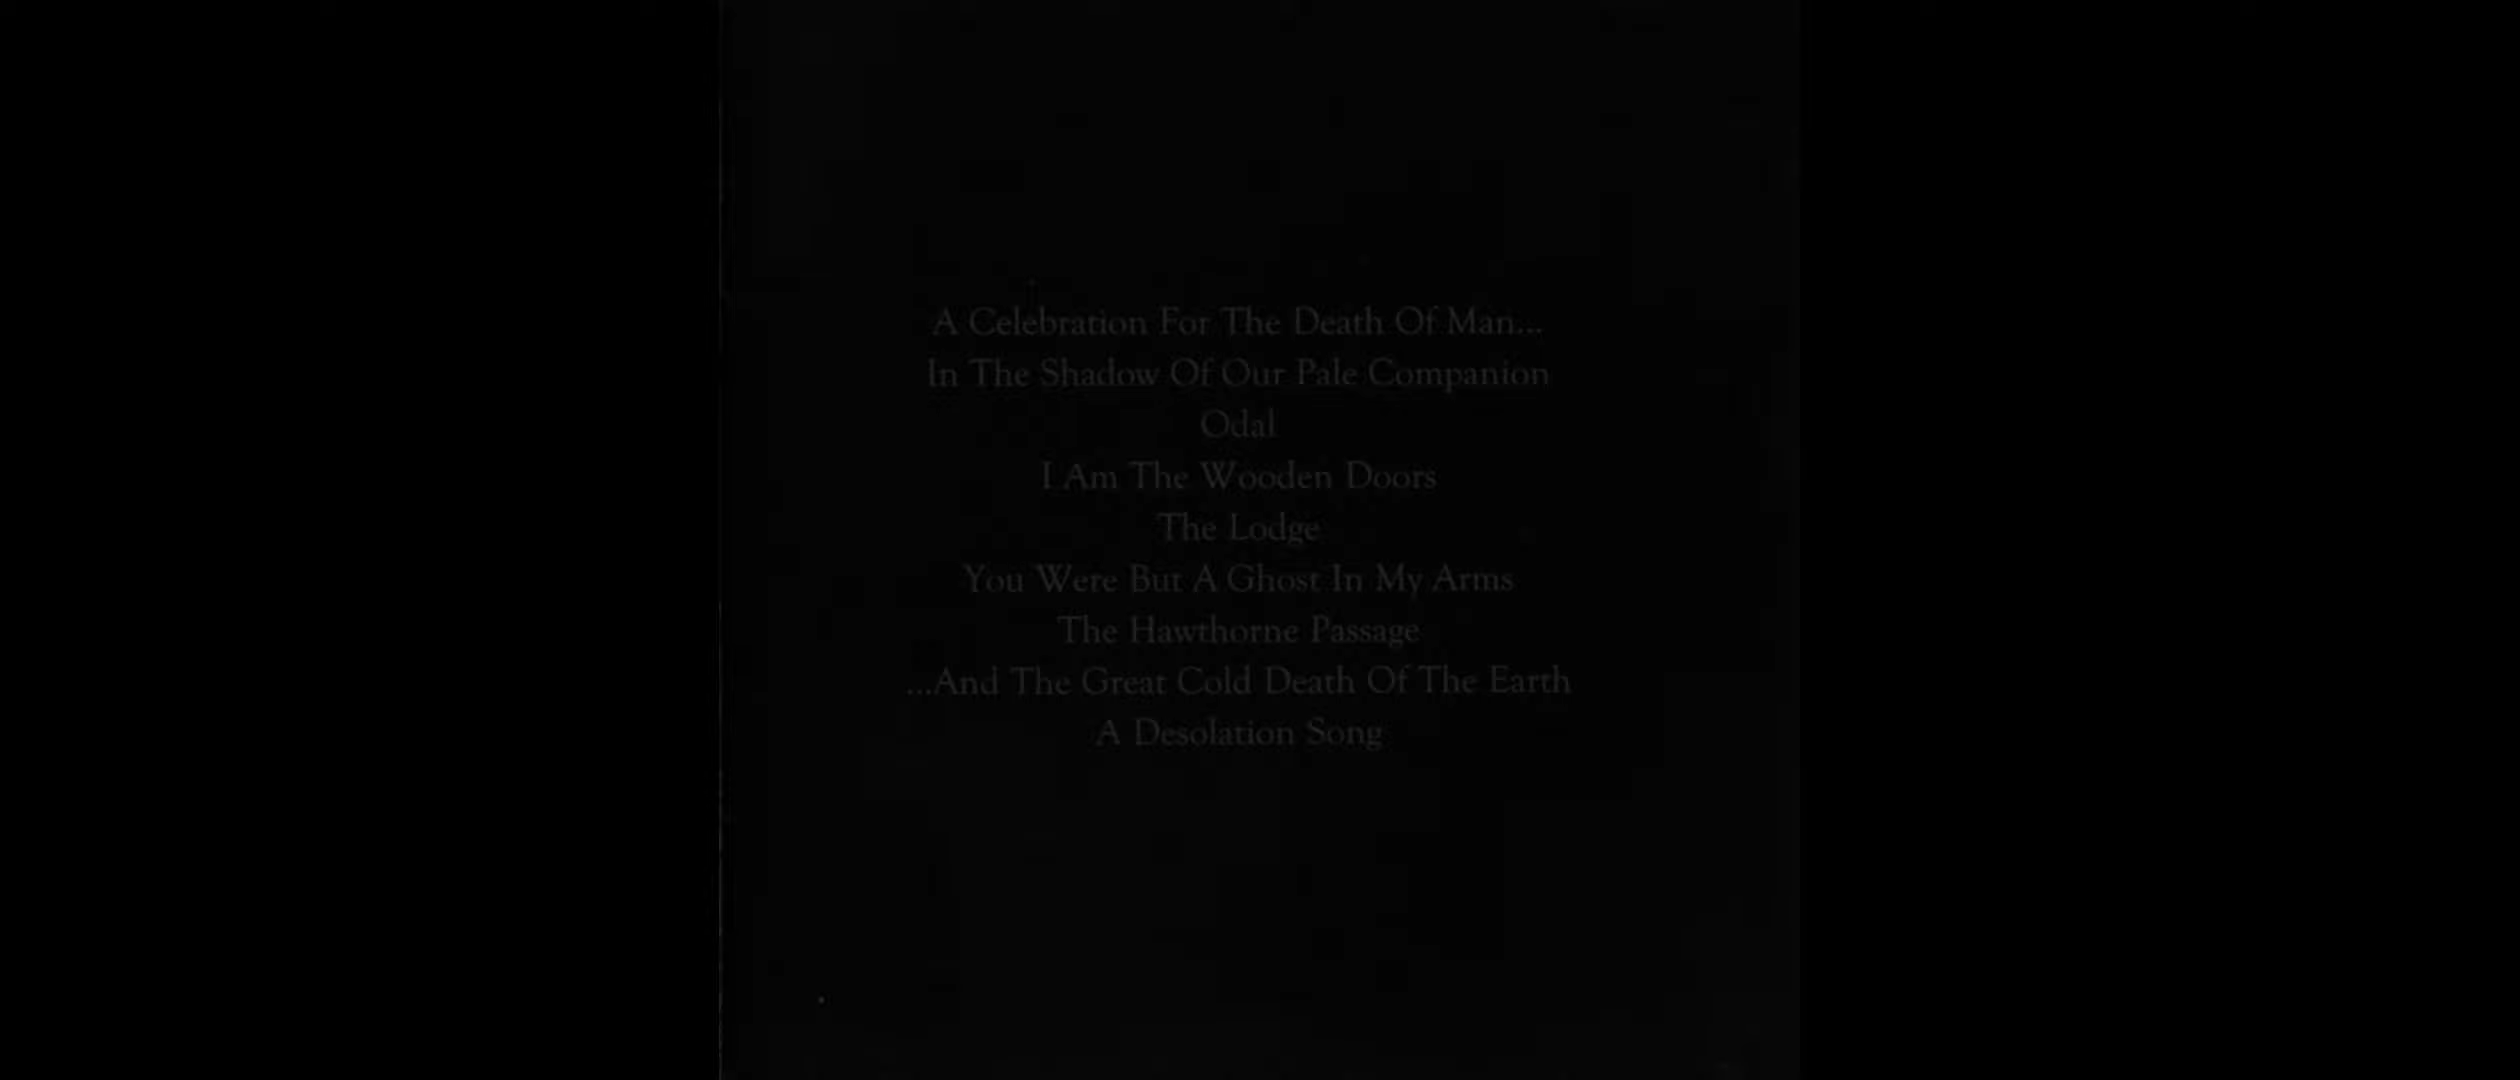 A Celebration For The Death Of Man...
In The Shadow Of Our Pale Companion
Odal
I Am The Wooden Doors
The Lodge
You Were But A Ghost In My Arms
The Hawthorne Passage
...And The Great Cold Death Of The Earth
A Desolation Song